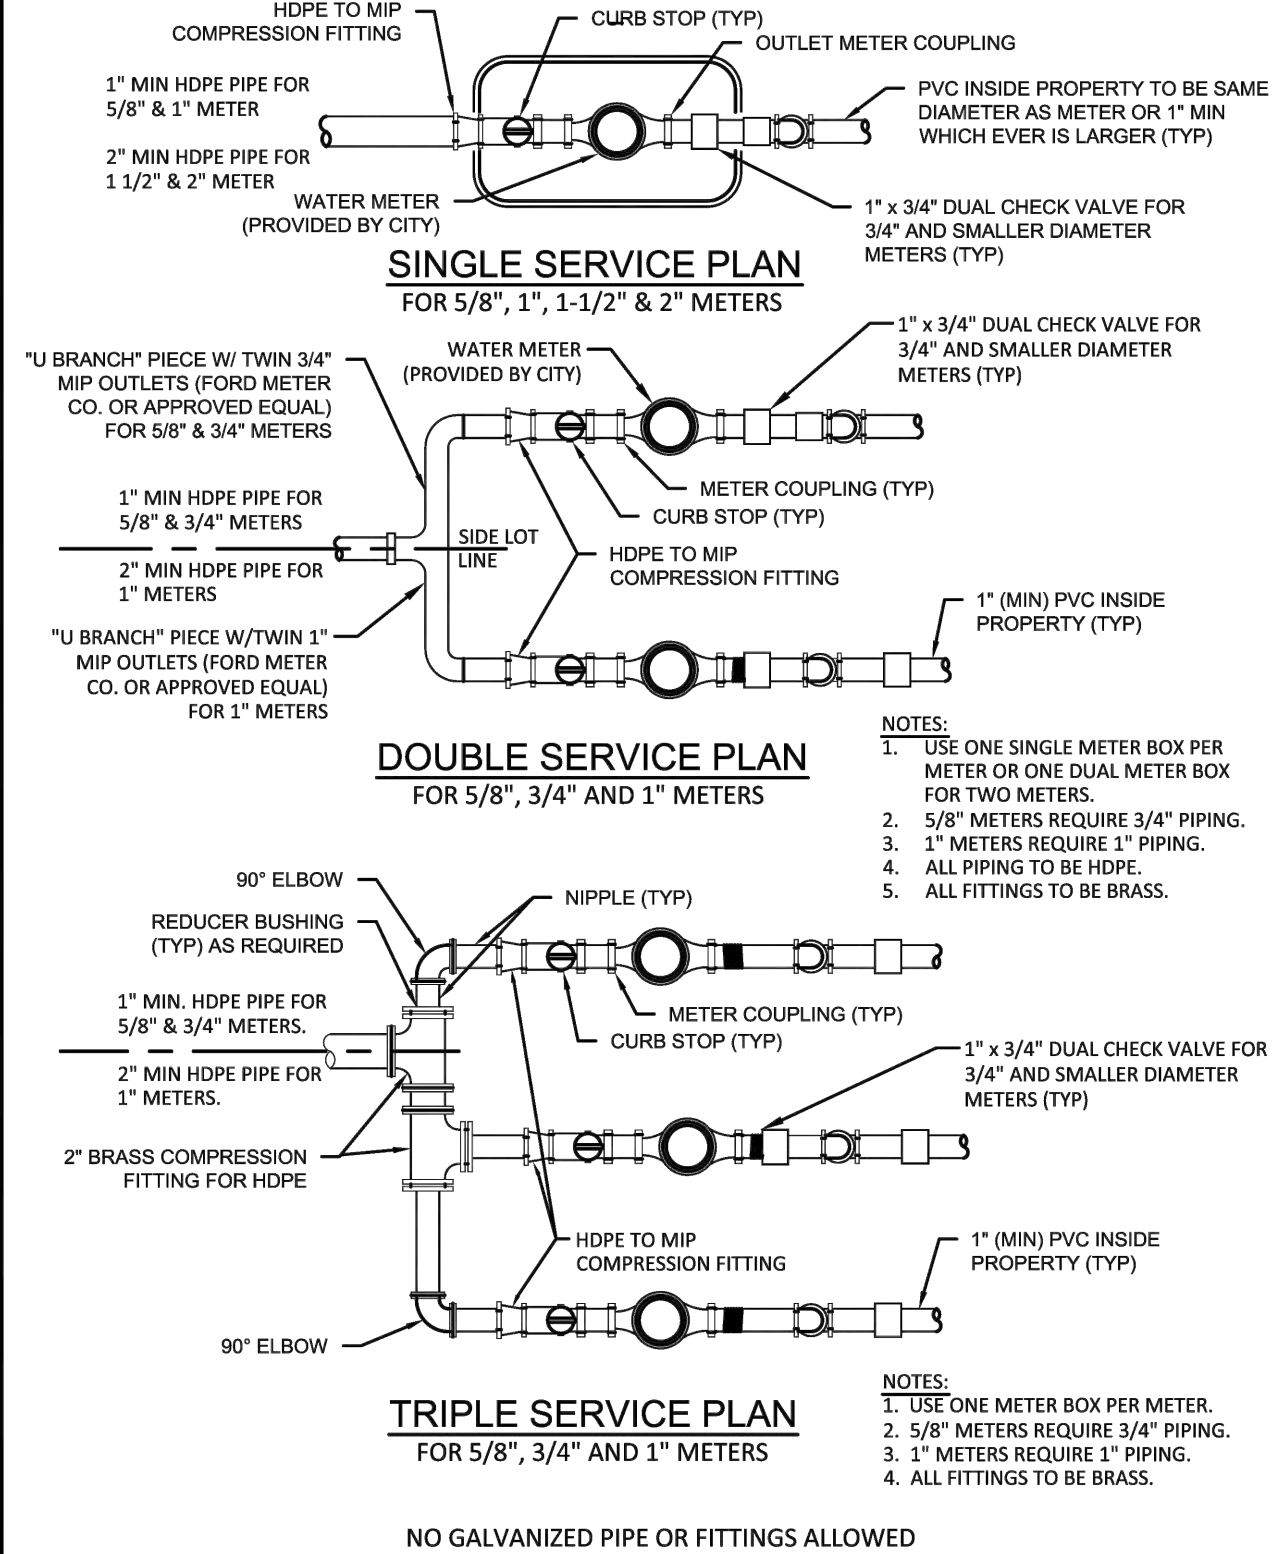 HDPE TO MIP
COMPRESSION FITTING
CURB STOP (TYP)
OUTLET METER COUPLING
1" MIN HDPE PIPE FOR
5/8" & 1" METER
PVC INSIDE PROPERTY TO BE SAME
DIAMETER AS METER OR 1" MIN
WHICH EVER IS LARGER (TYP)
2" MIN HDPE PIPE FOR
1 1/2" & 2" METER
WATER METER
(PROVIDED BY CITY)
1" x 3/4" DUAL CHECK VALVE FOR
3/4" AND SMALLER DIAMETER
METERS (TYP)
SINGLE SERVICE PLAN
FOR 5/8", 1", 1-1/2" & 2" METERS
"U BRANCH" PIECE W/ TWIN 3/4"
MIP OUTLETS (FORD METER
CO. OR APPROVED EQUAL)
FOR 5/8" & 3/4" METERS
WATER METER
(PROVIDED BY CITY)
1" x 3/4" DUAL CHECK VALVE FOR
3/4" AND SMALLER DIAMETER
METERS (TYP)
METER COUPLING (TYP)
CURB STOP (TYP)
1" MIN HDPE PIPE FOR
5/8" & 3/4" METERS
SIDE LOT
LINE
HDPE TO MIP
COMPRESSION FITTING
2" MIN HDPE PIPE FOR
1" METERS
1" (MIN) PVC INSIDE
PROPERTY (TYP)
"U BRANCH" PIECE W/TWIN 1"
MIP OUTLETS (FORD METER
CO. OR APPROVED EQUAL)
FOR 1" METERS
DOUBLE SERVICE PLAN
FOR 5/8", 3/4" AND 1" METERS
NOTES:
1. USE ONE SINGLE METER BOX PER
METER OR ONE DUAL METER BOX
FOR TWO METERS.
2. 5/8" METERS REQUIRE 3/4" PIPING.
3. 1" METERS REQUIRE 1" PIPING.
4. ALL PIPING TO BE HDPE.
5. ALL FITTINGS TO BE BRASS.
90° ELBOW
NIPPLE (TYP)
REDUCER BUSHING
(TYP) AS REQUIRED
1" MIN. HDPE PIPE FOR
5/8" & 3/4" METERS.
METER COUPLING (TYP)
CURB STOP (TYP)
2" MIN HDPE PIPE FOR
1" METERS.
1" x 3/4" DUAL CHECK VALVE FOR
3/4" AND SMALLER DIAMETER
METERS (TYP)
2" BRASS COMPRESSION
FITTING FOR HDPE
HDPE TO MIP
COMPRESSION FITTING
1" (MIN) PVC INSIDE
PROPERTY (TYP)
90° ELBOW
TRIPLE SERVICE PLAN
FOR 5/8", 3/4" AND 1" METERS
NOTES:
1. USE ONE METER BOX PER METER.
2. 5/8" METERS REQUIRE 3/4" PIPING.
3. 1" METERS REQUIRE 1" PIPING.
4. ALL FITTINGS TO BE BRASS.
NO GALVANIZED PIPE OR FITTINGS ALLOWED